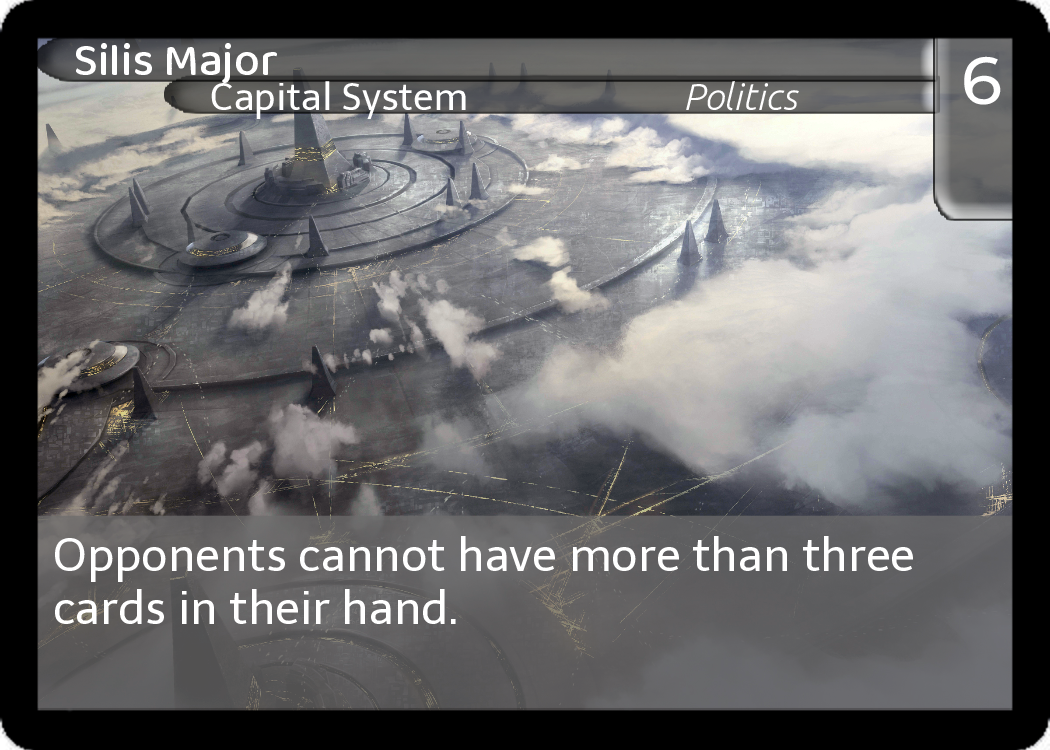 Silis Major
Capital System
Politics
6
Opponents cannot have more than three
cards in their hand.